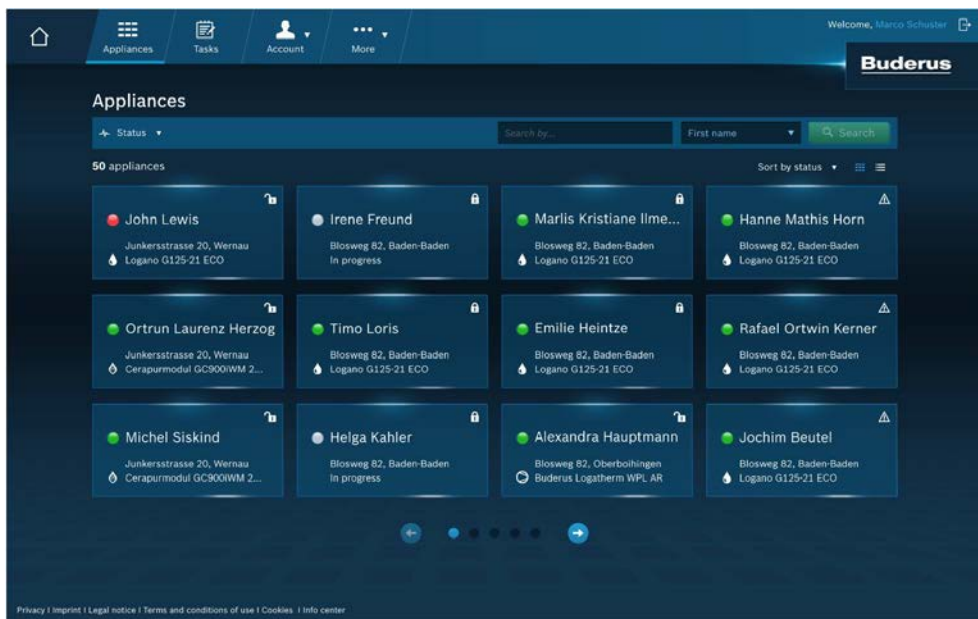 Welcome, Marco Schuster
Appliances Tasks Account More
Buderus
Appliances
Status Search by... First name Search
50 appliances Sort by status
John Lewis
Junkersstrasse 20, Wernau
Logano G125-21 ECO
Irene Freund
Blosweg 82, Baden-Baden
In progress
Marlis Kristiane Ilme...
Blosweg 82, Baden-Baden
Logano G125-21 ECO
Hanne Mathis Horn
Blosweg 82, Baden-Baden
Logano G125-21 ECO
Ortrun Laurenz Herzog
Junkersstrasse 20, Wernau
Cerapurmodul GC900iWM 2...
Timo Loris
Blosweg 82, Baden-Baden
Logano G125-21 ECO
Emilie Heintze
Blosweg 82, Baden-Baden
Logano G125-21 ECO
Rafael Ortwin Kerner
Blosweg 82, Baden-Baden
Logano G125-21 ECO
Michel Siskind
Junkersstrasse 20, Wernau
Cerapurmodul GC900iWM 2...
Helga Kahler
Blosweg 82, Baden-Baden
In progress
Alexandra Hauptmann
Blosweg 82, Oberboihingen
Buderus Logatherm WPL AR
Jochim Beutel
Blosweg 82, Baden-Baden
Logano G125-21 ECO
Privacy I Imprint I Legal notice I Terms and conditions of use I Cookies I Info center